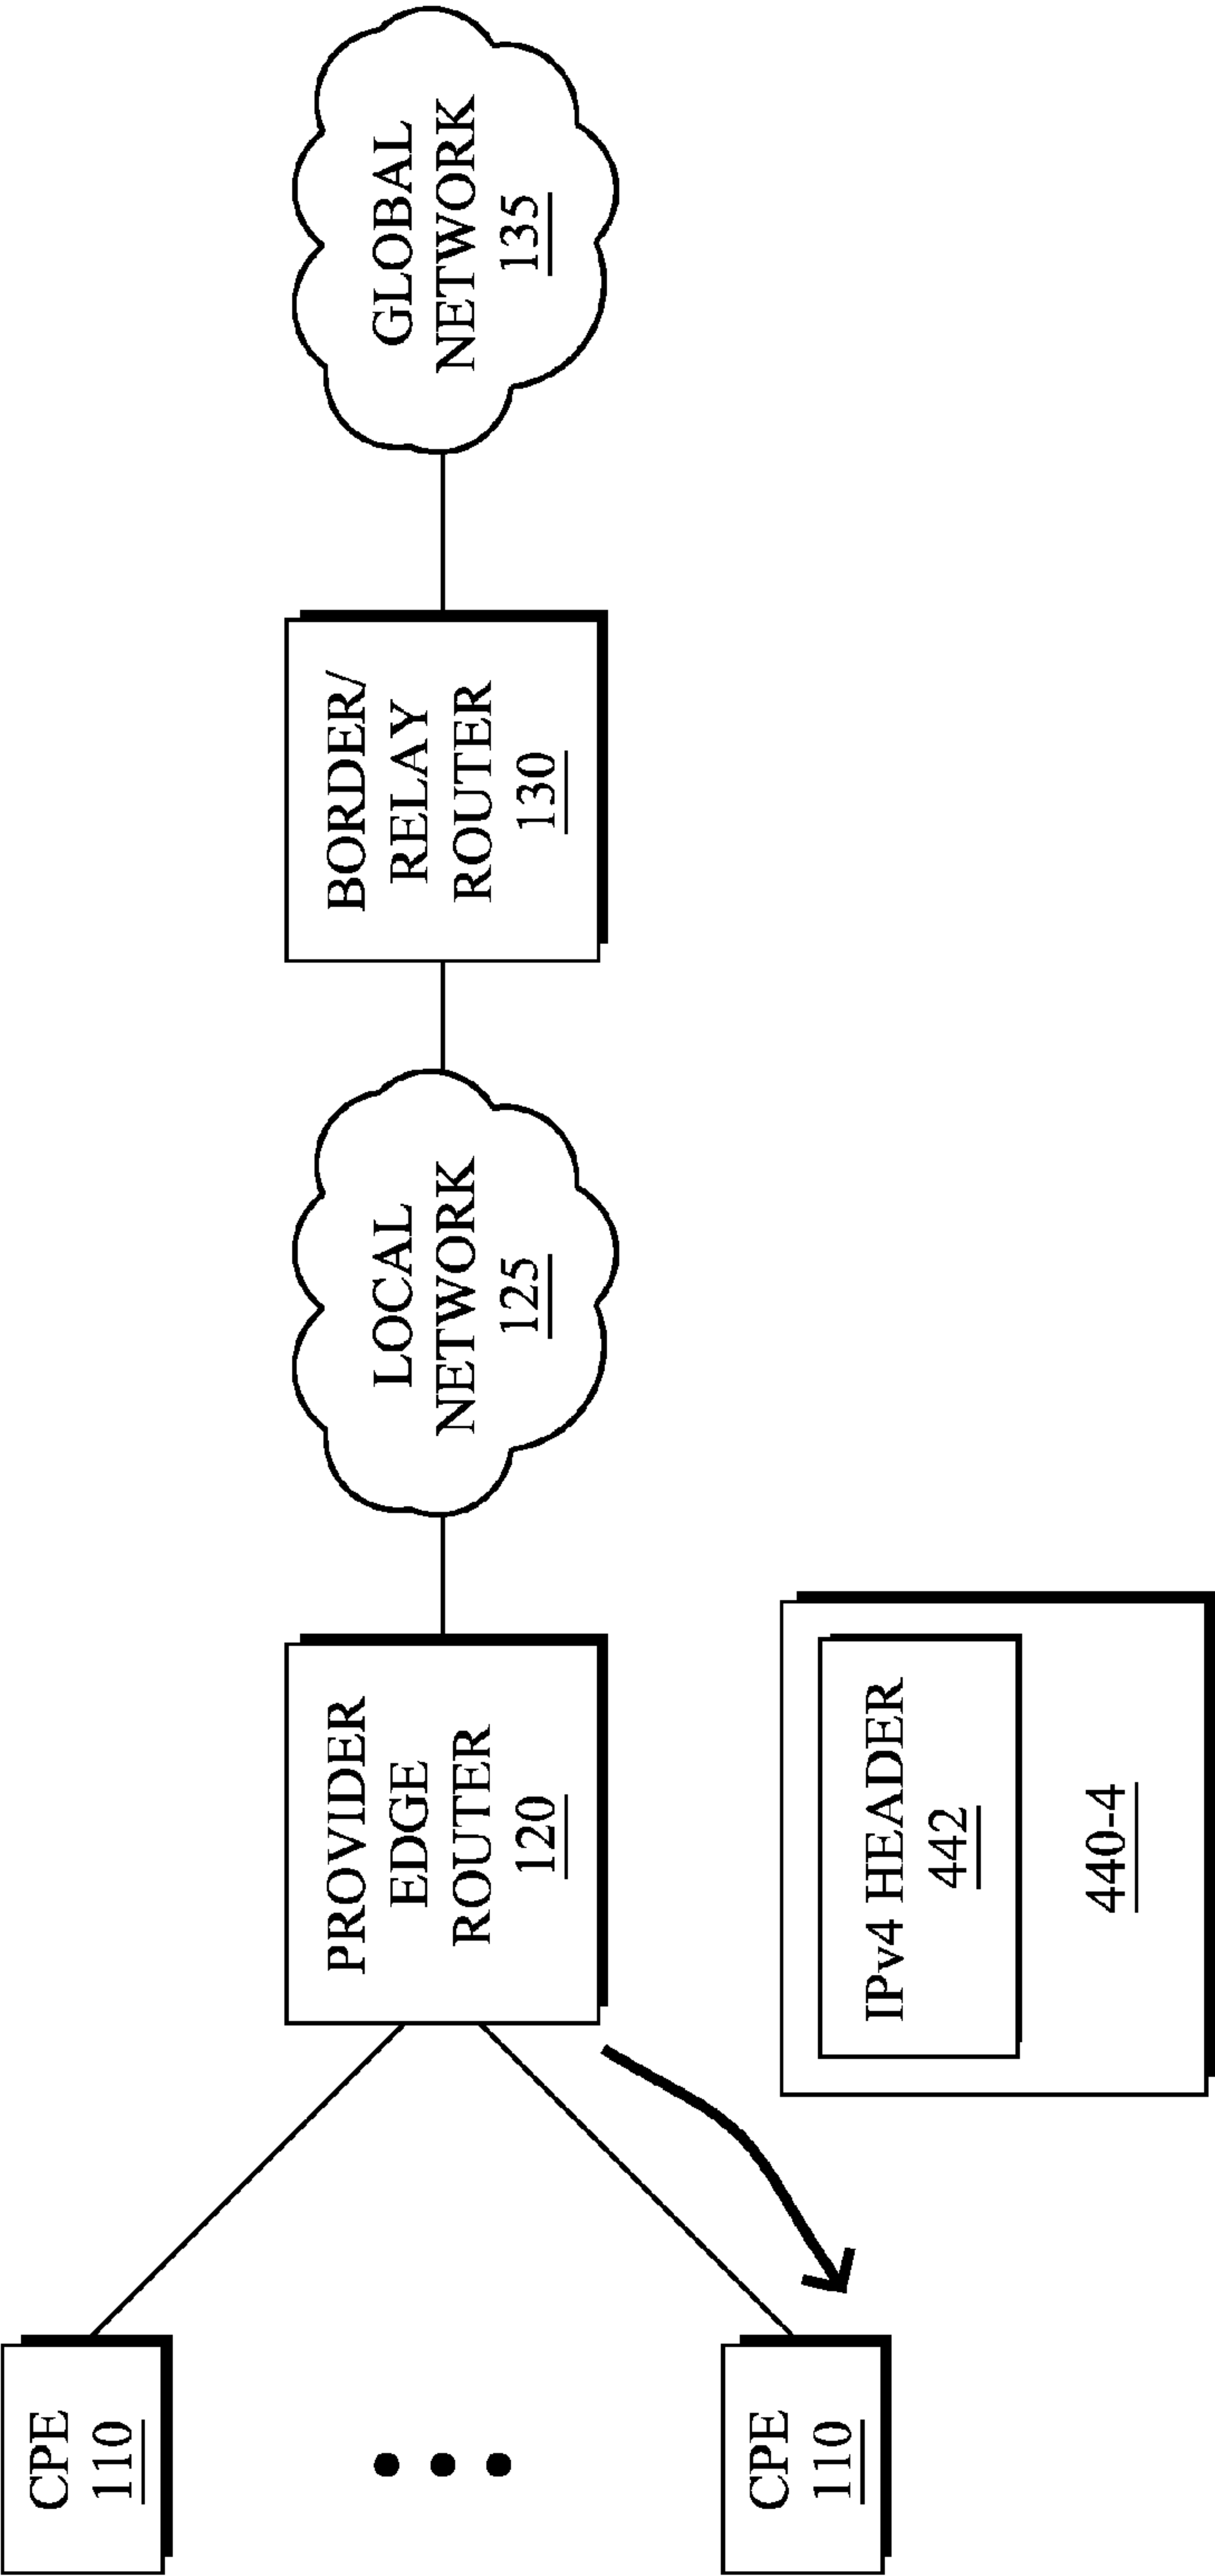 CPE
110
CPE
110
PROVIDER
EDGE
ROUTER
120
IPv4 HEADER
442
440-4
LOCAL
NETWORK
125
BORDER/
RELAY
ROUTER
130
GLOBAL
NETWORK
135